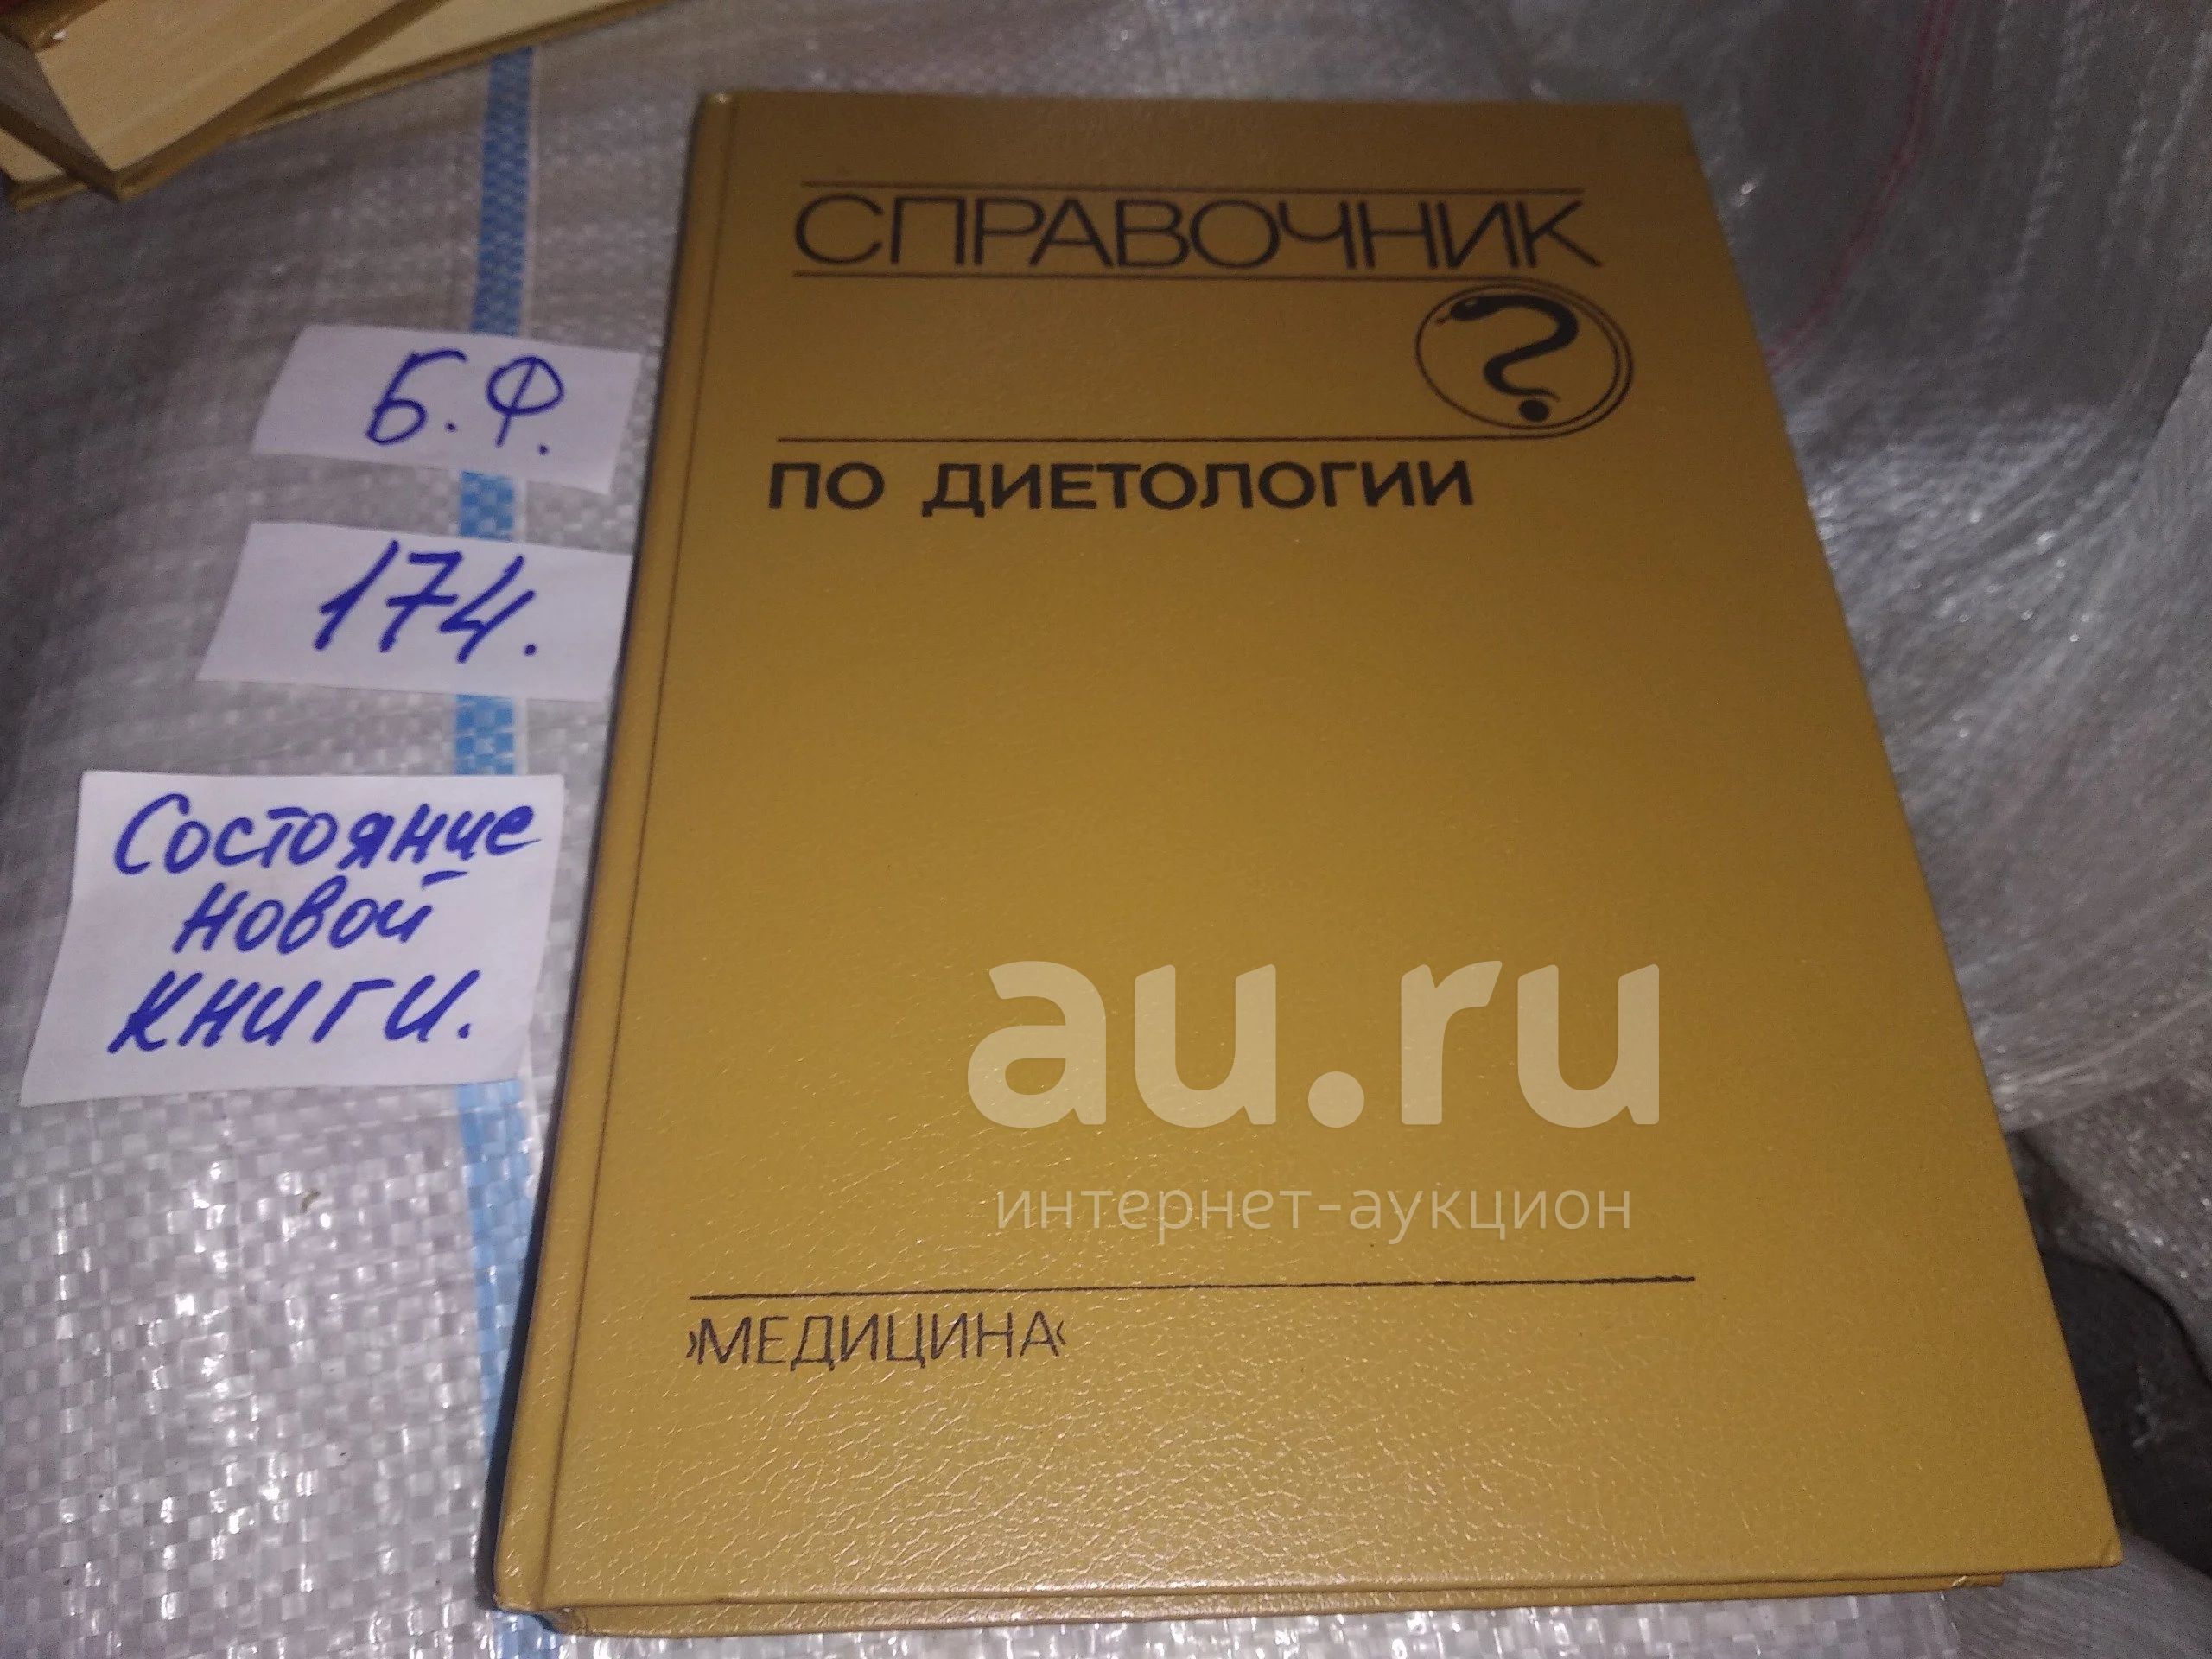 СПРАВОЧНИК
ПО ДИЕТОЛОГИИ
Б.Ф.
174.
Состояние
новой
книги.
au.ru
интернет-аукцион
›МЕДИЦИНА‹